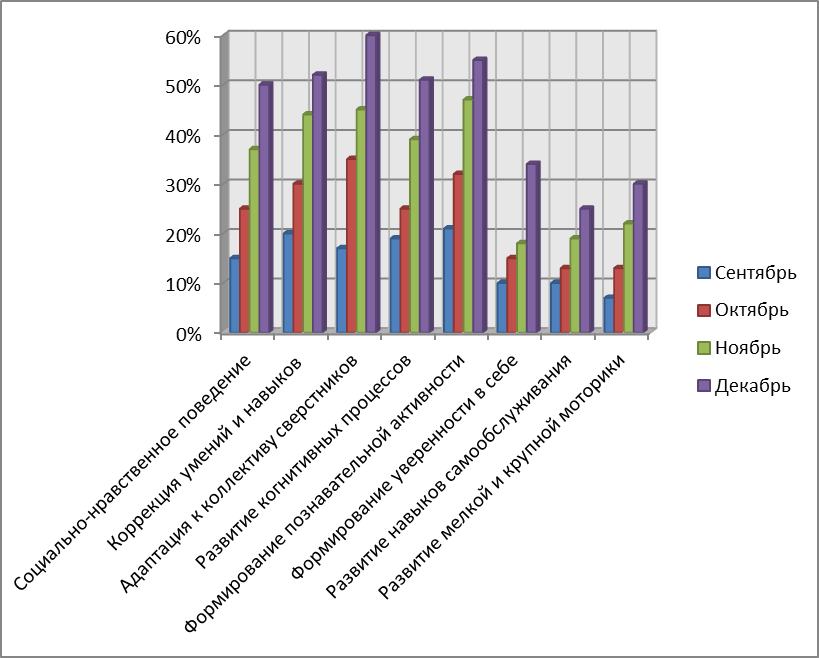 60%
50%
40%
30%
20%
10%
0%
Социально-нравственное поведение
Коррекция умений и навыков
Адаптация к коллективу сверстников
Развитие когнитивных процессов
Формирование познавательной активности
Формирование уверенности в себе
Развитие навыков самообслуживания
Развитие мелкой и крупной моторики
Сентябрь
Октябрь
Ноябрь
Декабрь